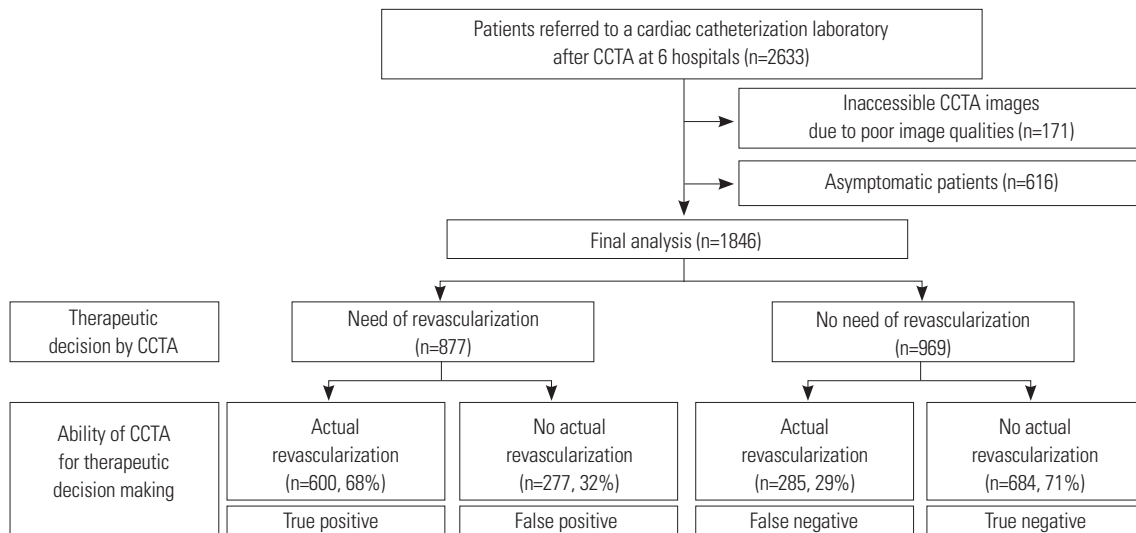 Patients referred to a cardiac catheterization laboratory
after CCTA at 6 hospitals (n=2633)
Inaccessible CCTA images
due to poor image qualities (n=171)
Asymptomatic patients (n=616)
Final analysis (n=1846)
Therapeutic
decision by CCTA
Need of revascularization
(n=877)
No need of revascularization
(n=969)
Ability of CCTA
for therapeutic
decision making
Actual
revascularization
(n=600, 68%)
No actual
revascularization
(n=277, 32%)
Actual
revascularization
(n=285, 29%)
No actual
revascularization
(n=684, 71%)
True positive
False positive
False negative
True negative